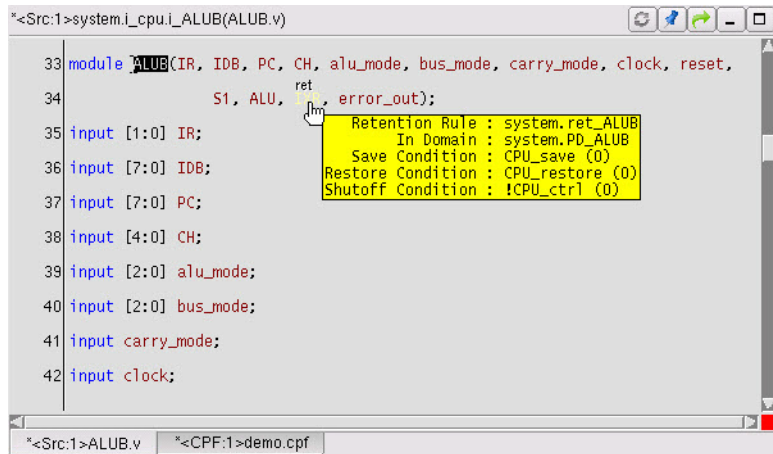 *<Src:1>system.i_cpu.i_ALUB(ALUB.v)
33 module ALUB(IR, IDB, PC, CH, alu_mode, bus_mode, carry_mode, clock, reset,
ret
34 S1, ALU, IXR, error_out);
Retention Rule : system.ret_ALUB
In Domain : system.PD_ALUB
Save Condition : CPU_save (0)
Restore Condition : CPU_restore (0)
Shutoff Condition : !CPU_ctrl (0)
35 input [1:0] IR;
36 input [7:0] IDB;
37 input [7:0] PC;
38 input [4:0] CH;
39 input [2:0] alu_mode;
40 input [2:0] bus_mode;
41 input carry_mode;
42 input clock;
*<Src:1>ALUB.v
*<CPF:1>demo.cpf